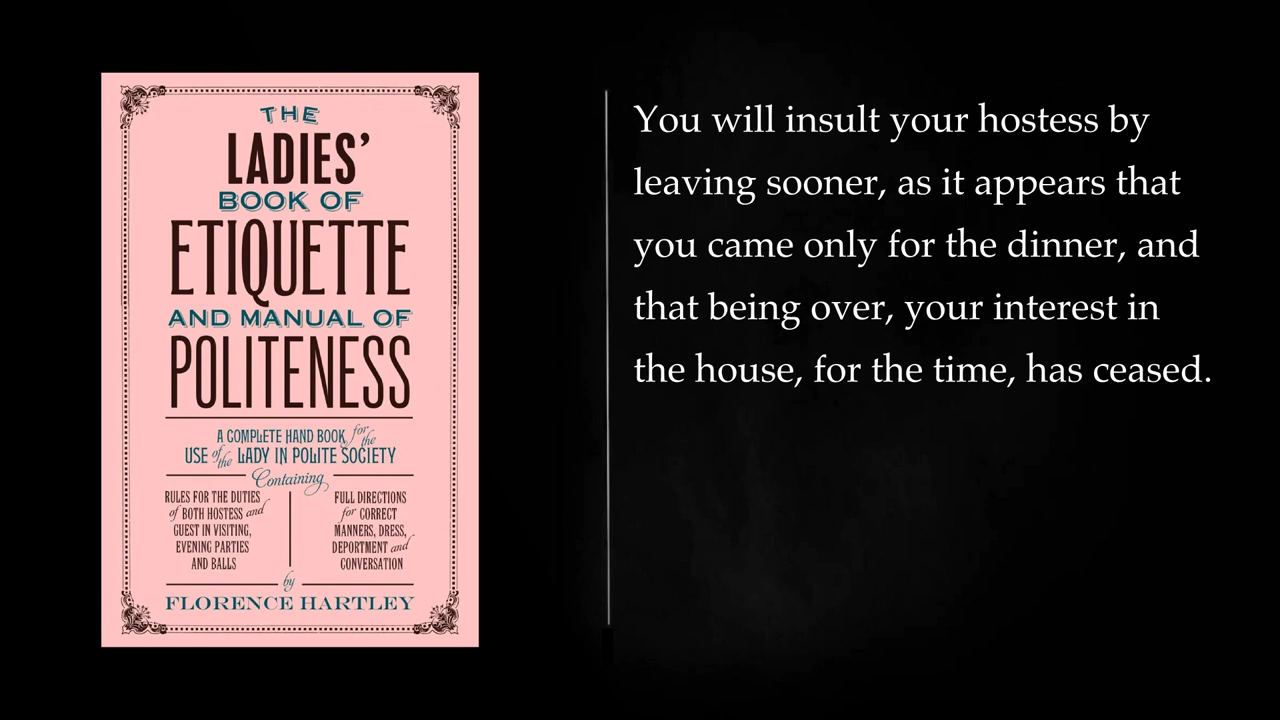 THE
LADIES'
BOOK OF
ETIQUETTE
AND MANUAL OF
POLITENESS
A COMPLETE HAND BOOK for the
USE of the LADY IN POLITE SOCIETY
Containing
RULES FOR THE DUTIES
of BOTH HOSTESS and
GUEST IN VISITING,
EVENING PARTIES
AND BALLS
FULL DIRECTIONS
for CORRECT
MANNERS, DRESS,
DEPORTMENT and
CONVERSATION
by
FLORENCE HARTLEY
You will insult your hostess by
leaving sooner, as it appears that
you came only for the dinner, and
that being over, your interest in
the house, for the time, has ceased.